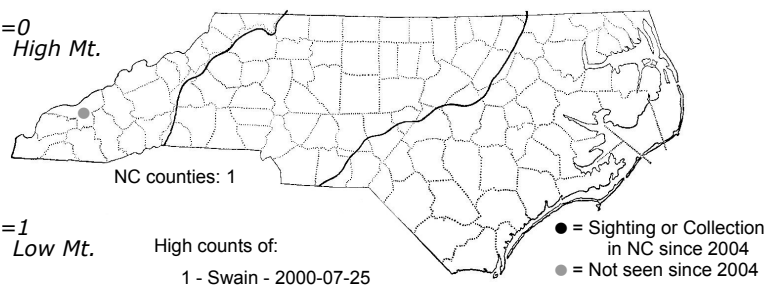 =0
High Mt.
NC counties: 1
=1
Low Mt.
High counts of:
1 - Swain - 2000-07-25
● = Sighting or Collection
in NC since 2004
● = Not seen since 2004